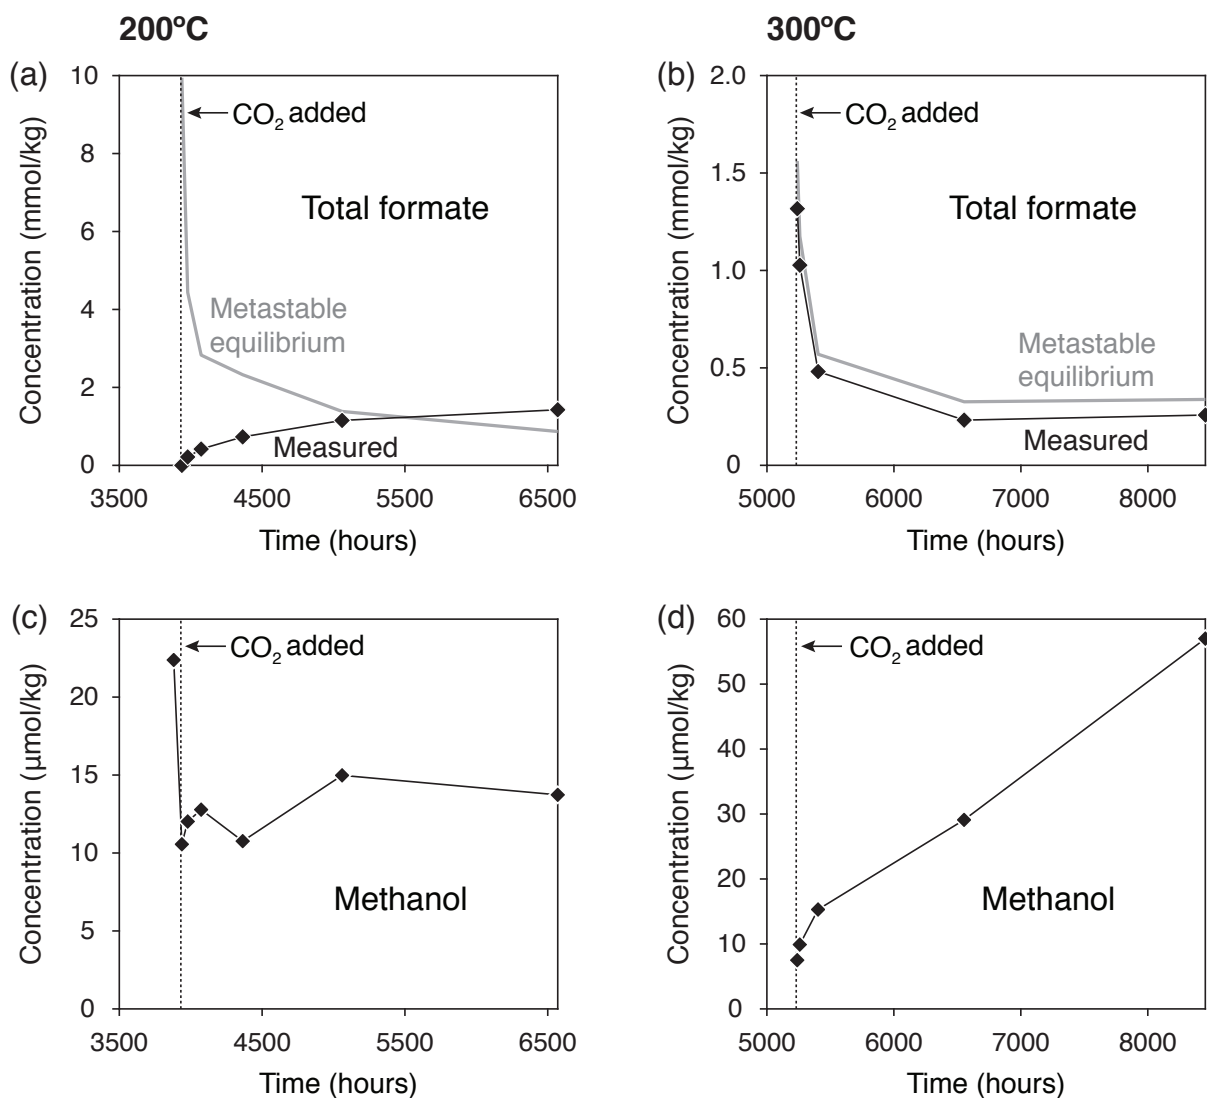 200ºC
300ºC
(a)
Concentration (mmol/kg)
10
8
6
4
2
0
CO2 added
Total formate
Metastable
equilibrium
Measured
3500
4500
5500
6500
Time (hours)
(b)
Concentration (mmol/kg)
2.0
1.5
1.0
0.5
0
CO2 added
Total formate
Metastable
equilibrium
Measured
5000
6000
7000
8000
Time (hours)
(c)
Concentration (µmol/kg)
25
20
15
10
5
0
CO2 added
Methanol
3500
4500
5500
6500
Time (hours)
(d)
Concentration (µmol/kg)
60
50
40
30
20
10
0
CO2 added
Methanol
5000
6000
7000
8000
Time (hours)